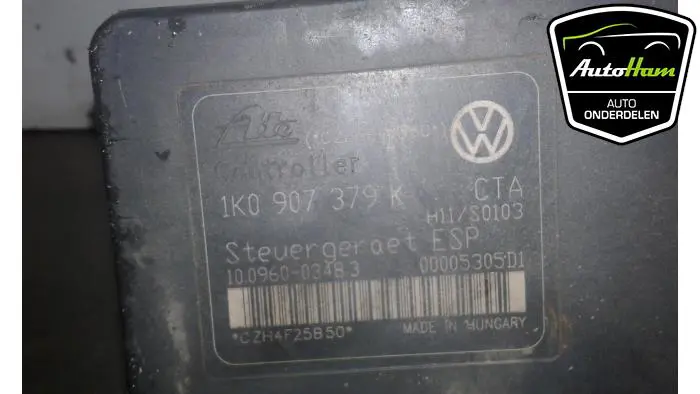 AutoHam
AUTO
ONDERDELEN
Ate
Controller
1K0 907 379 K CTA
H11/S0103
Steuergeraet ESP
10.0960-0348.3 00005305D1
*CZH4F25B50*
MADE IN HUNGARY